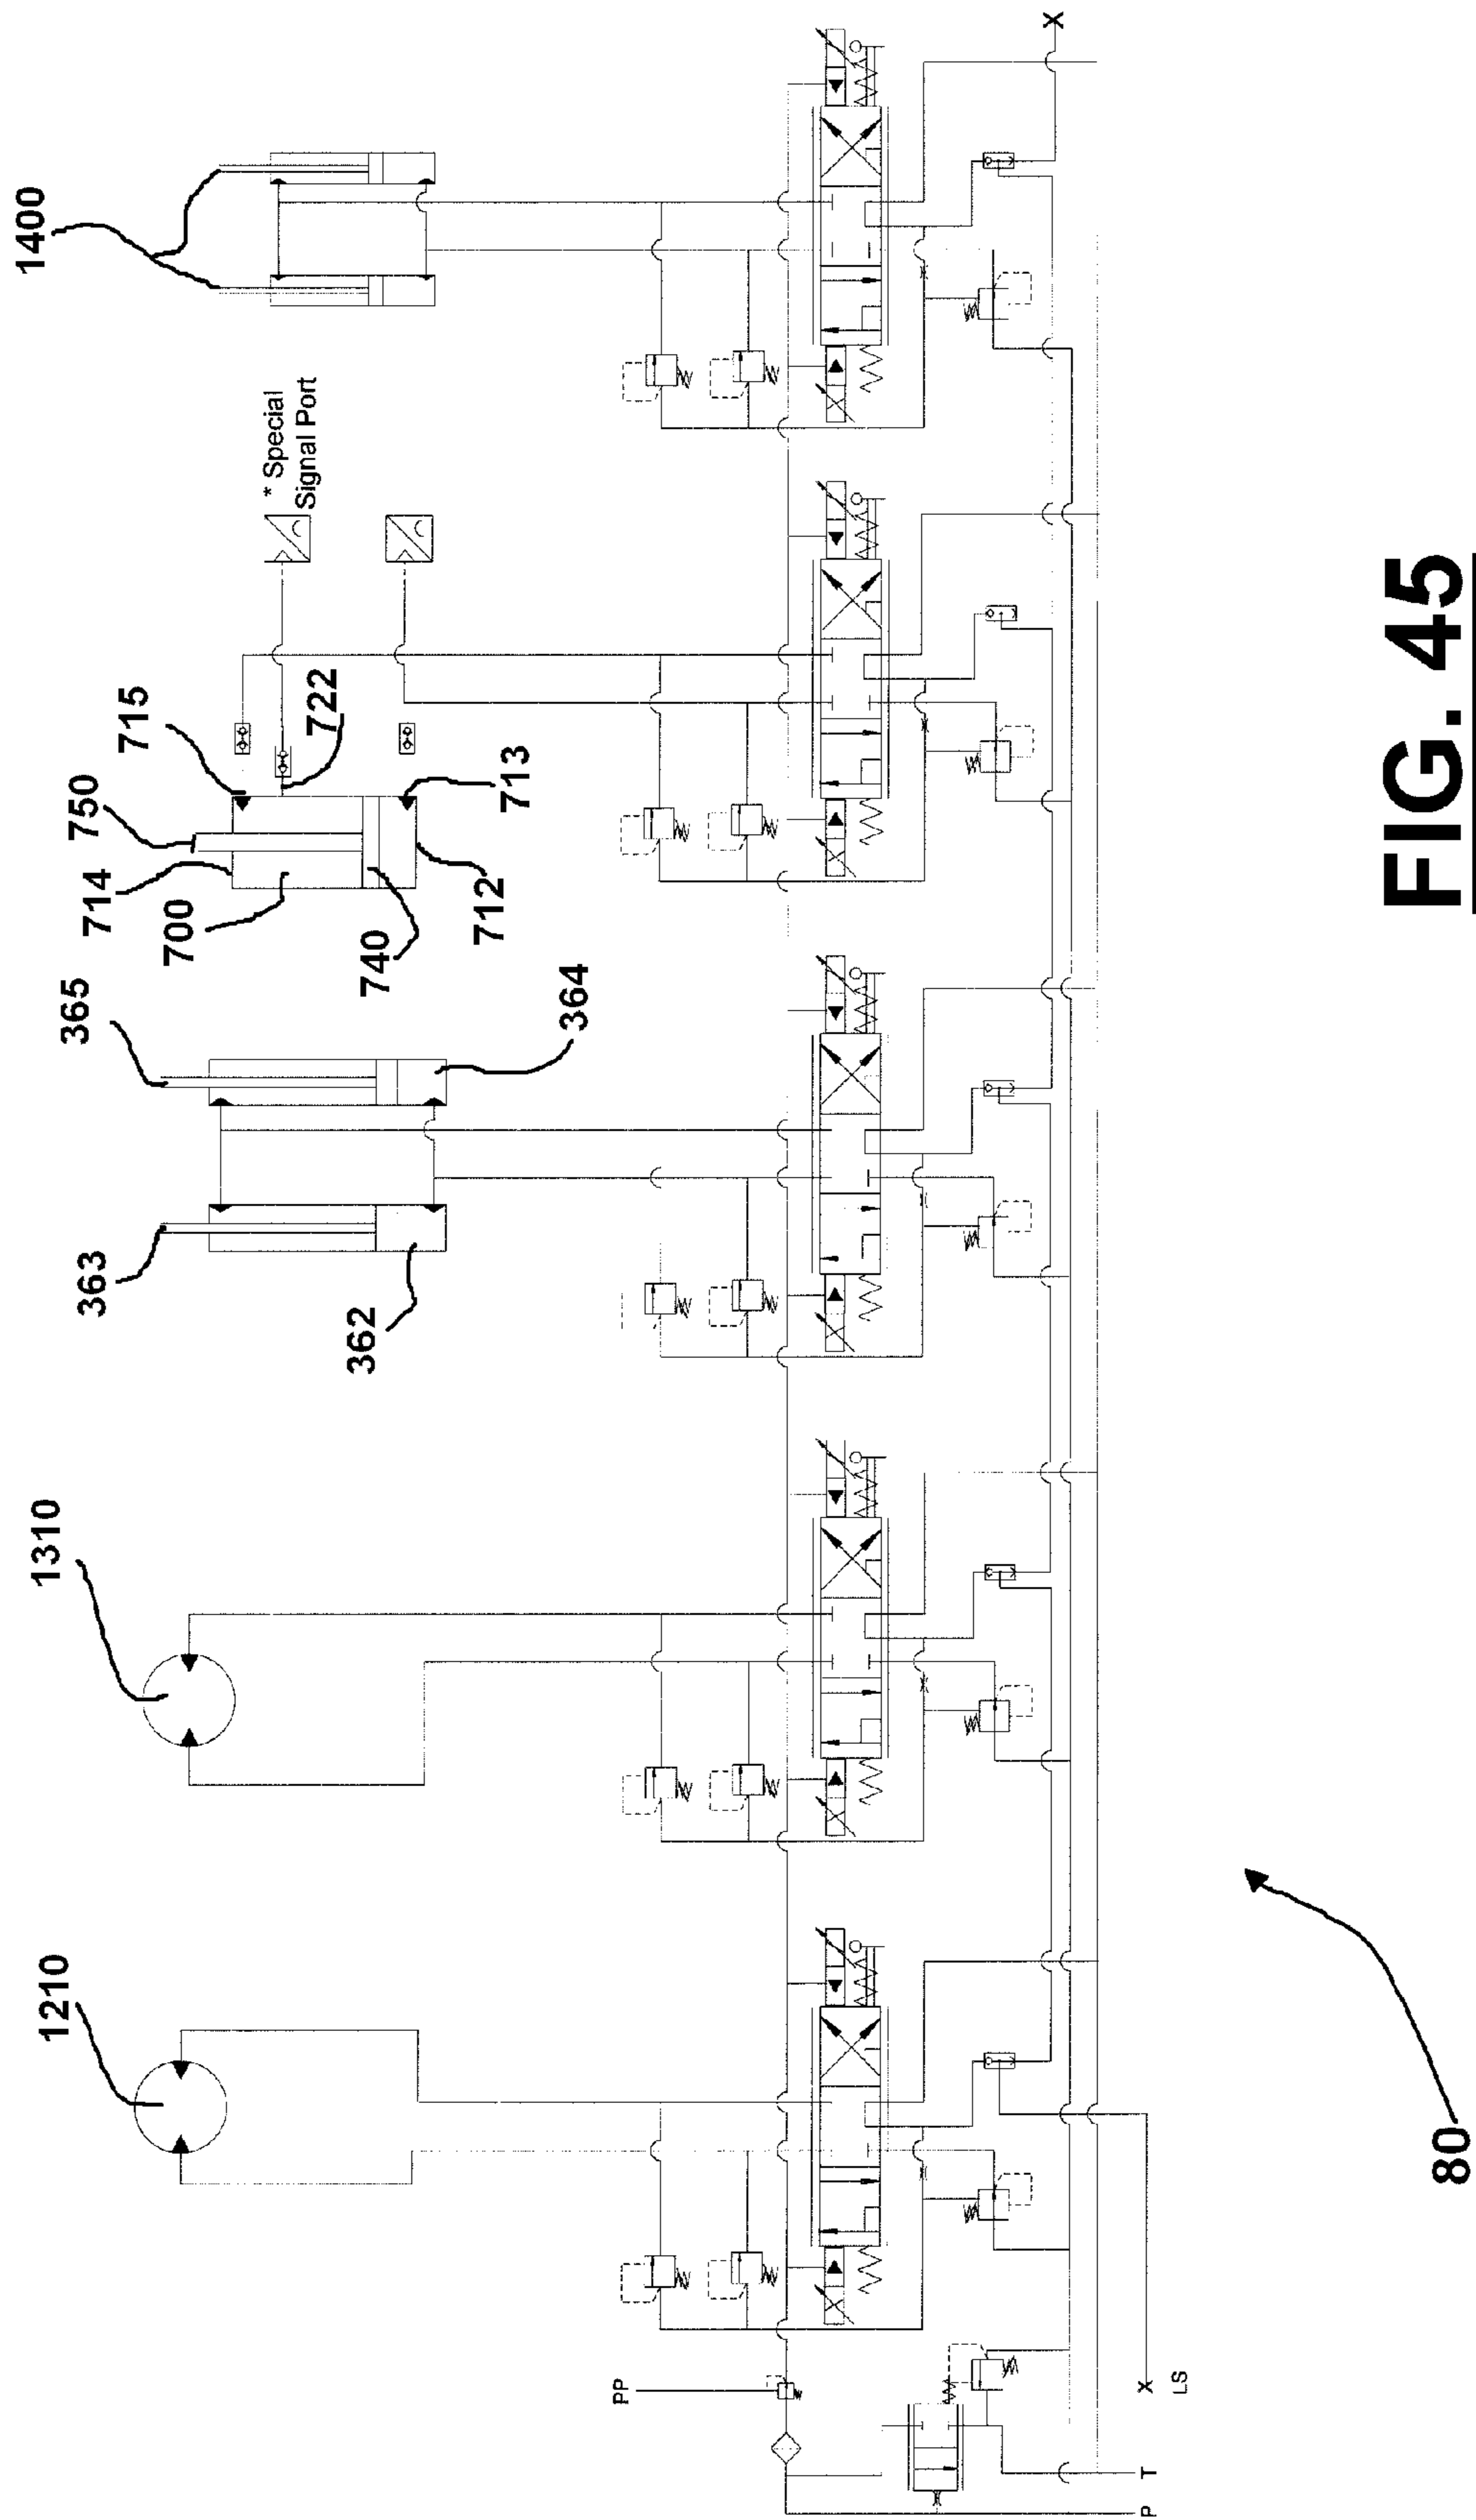 1210
1310
363
365
362
364
714
750
715
700
740
712
722
713
* Special
Signal Port
1400
PP
P
T
X
LS
X
80
FIG. 45